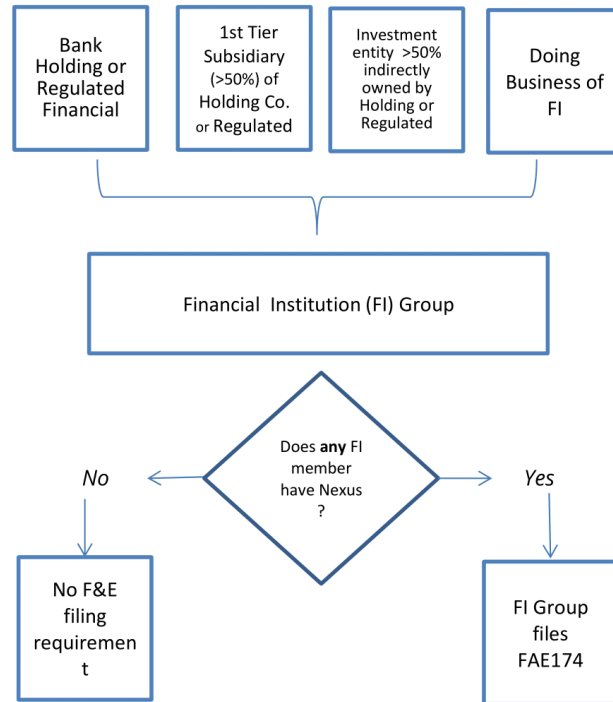 Bank
Holding or
Regulated
Financial
1st Tier
Subsidiary
(>50%) of
Holding Co.
or Regulated
Investment
entity >50%
indirectly
owned by
Holding or
Regulated
Doing
Business of
FI
Financial Institution (FI) Group
Does any FI
member
have Nexus
?
No
Yes
No F&E
filing
requiremen
t
FI Group
files
FAE174